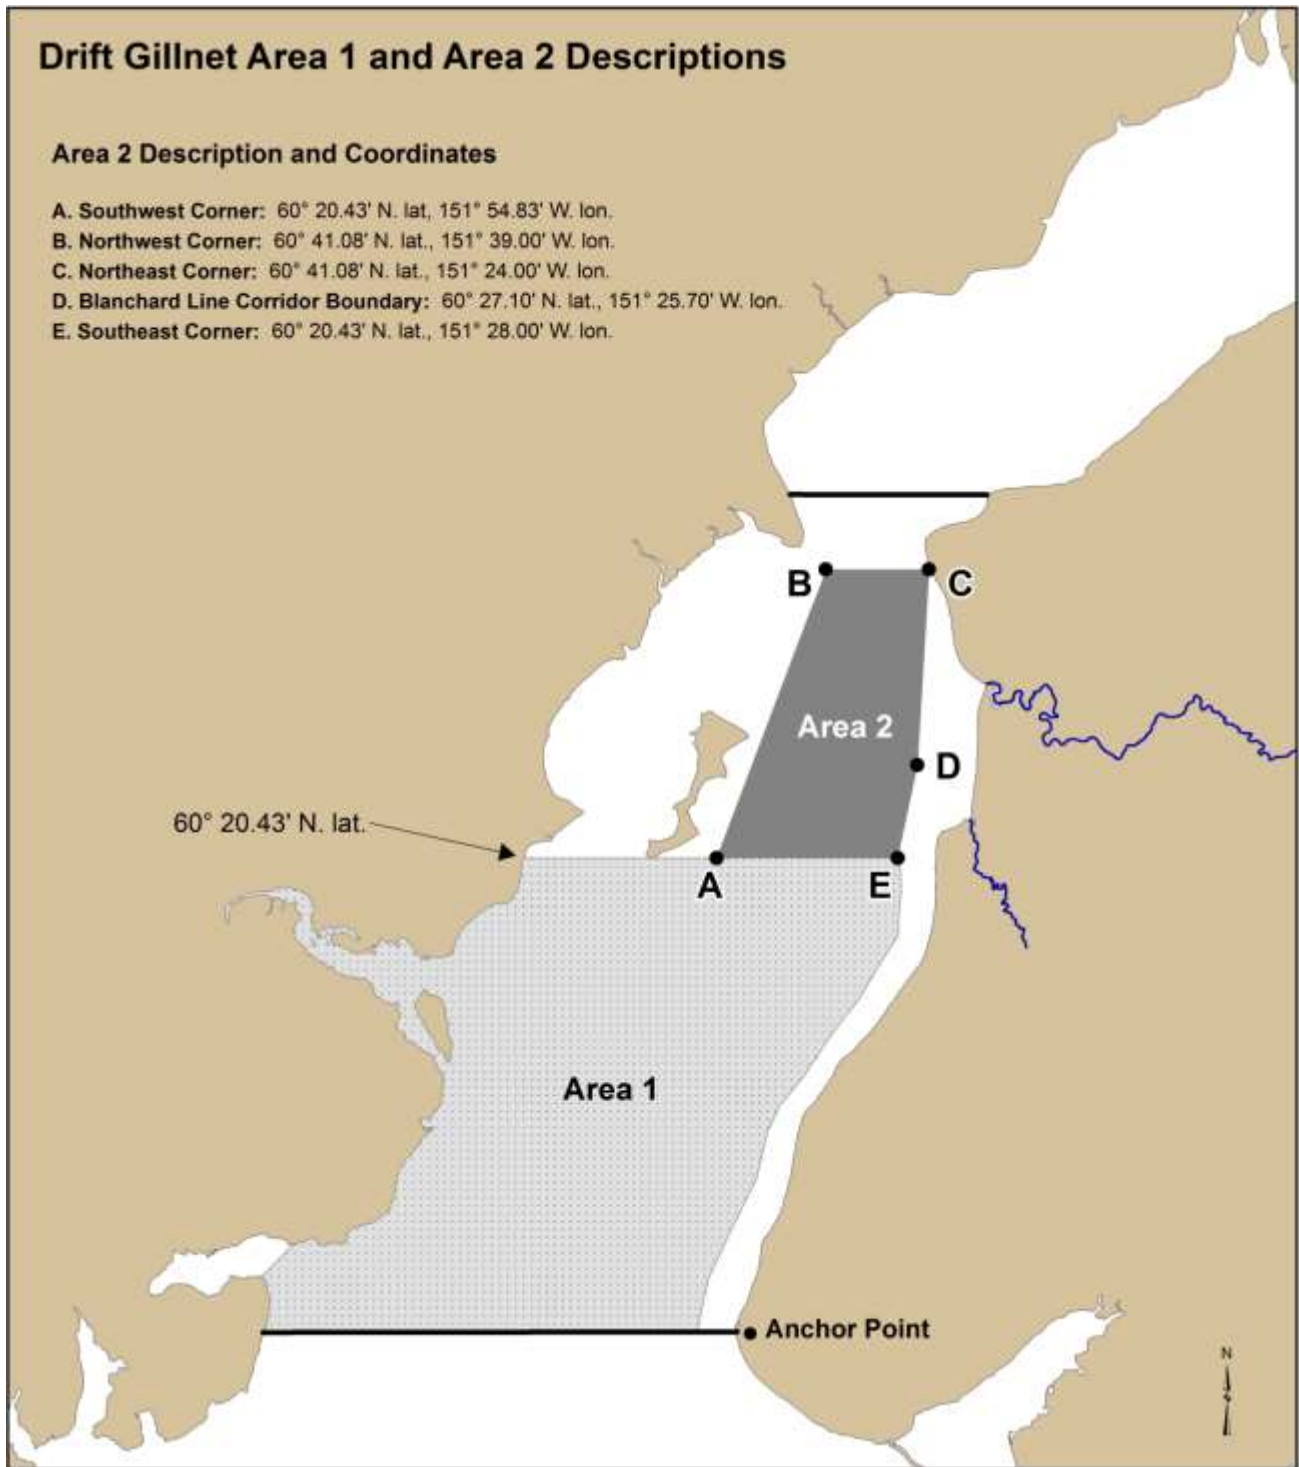 Drift Gillnet Area 1 and Area 2 Descriptions
Area 2 Description and Coordinates
A. Southwest Corner: 60° 20.43' N. lat, 151° 54.83' W. lon.
B. Northwest Corner: 60° 41.08' N. lat., 151° 39.00' W. lon.
C. Northeast Corner: 60° 41.08' N. lat., 151° 24.00' W. lon.
D. Blanchard Line Corridor Boundary: 60° 27.10' N. lat., 151° 25.70' W. lon.
E. Southeast Corner: 60° 20.43' N. lat., 151° 28.00' W. lon.
B
C
Area 2
D
60° 20.43' N. lat.
A
E
Area 1
Anchor Point
N